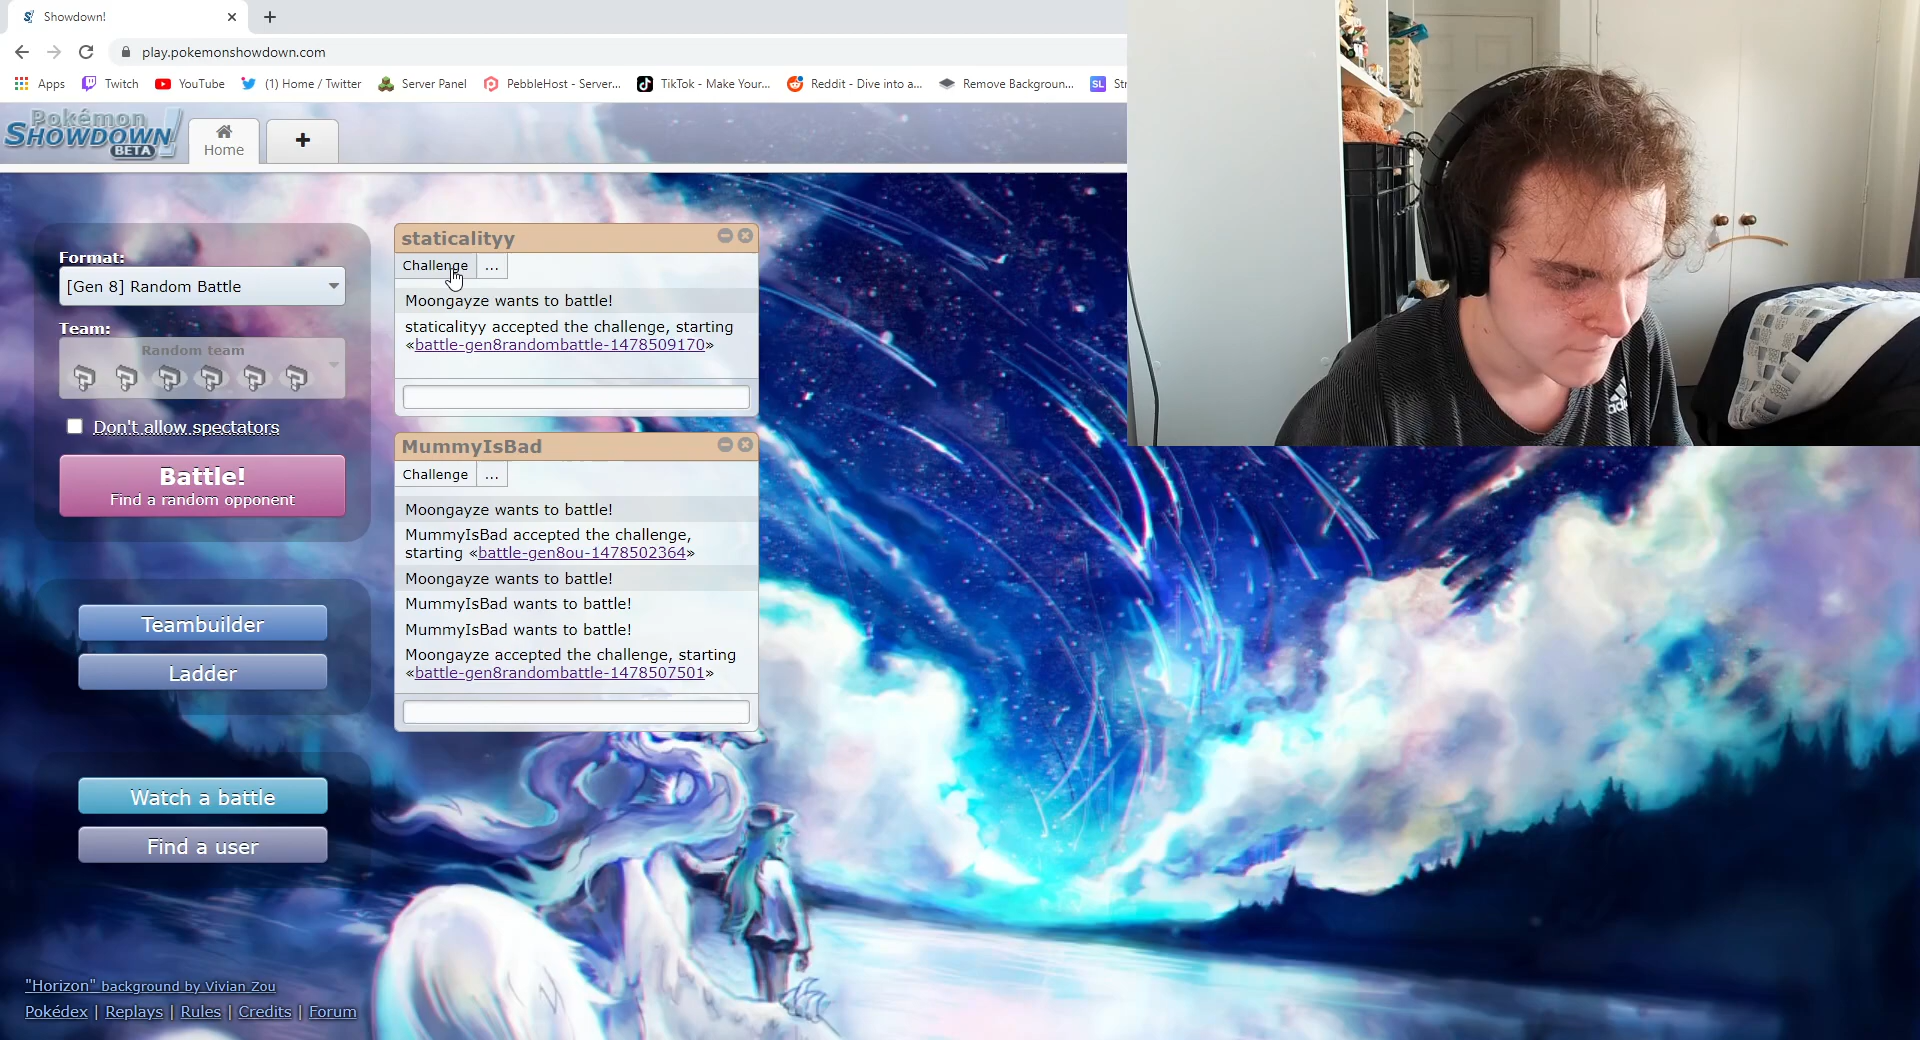 Showdown!
play.pokemonshowdown.com
Apps Twitch YouTube (1) Home / Twitter Server Panel PebbleHost - Server... TikTok - Make Your... Reddit - Dive into a... Remove Backgroun... SL Str
Pokémon
SHOWDOWN!
BETA
Home
Format:
[Gen 8] Random Battle
Team:
Random team
Don't allow spectators
Battle!
Find a random opponent
Teambuilder
Ladder
Watch a battle
Find a user
"Horizon" background by Vivian Zou
Pokédex | Replays | Rules | Credits | Forum
staticalityy
Challenge ...
Moongayze wants to battle!
staticalityy accepted the challenge, starting
«battle-gen8randombattle-1478509170»
MummyIsBad
Challenge ...
Moongayze wants to battle!
MummyIsBad accepted the challenge,
starting «battle-gen8ou-1478502364»
Moongayze wants to battle!
MummyIsBad wants to battle!
MummyIsBad wants to battle!
Moongayze accepted the challenge, starting
«battle-gen8randombattle-1478507501»